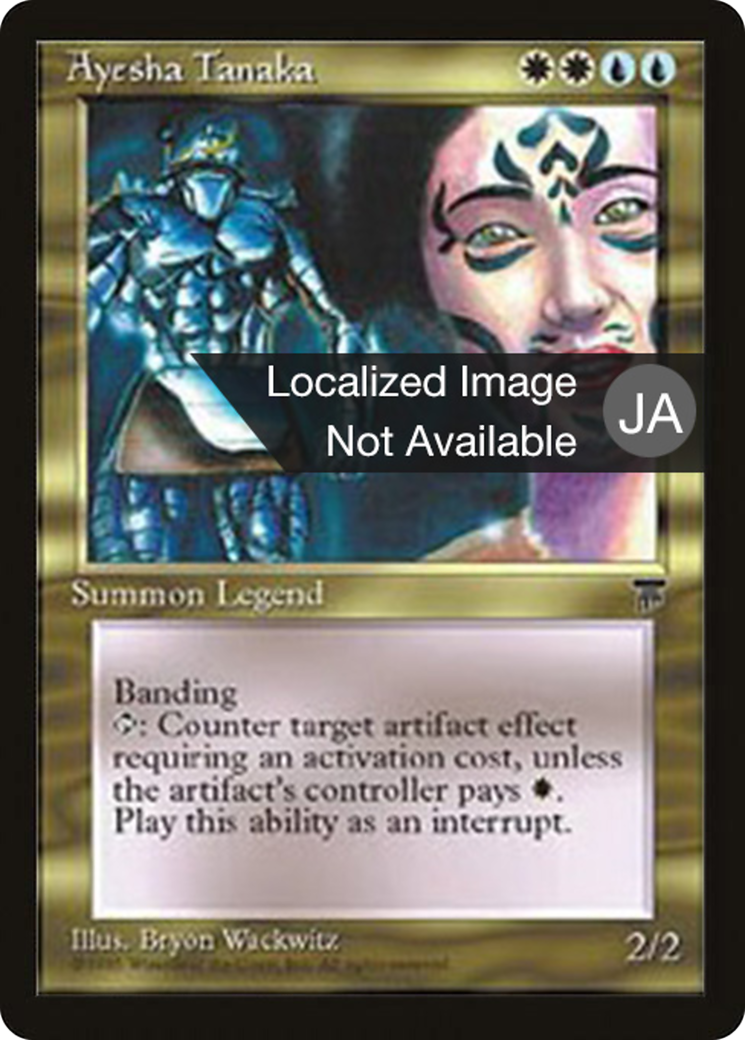 Ayesha Tanaka
Localized Image
Not Available
JA
Summon Legend
Banding
: Counter target artifact effect
requiring an activation cost, unless
the artifact's controller pays .
Play this ability as an interrupt.
Illus. Bryon Wackwitz
2/2